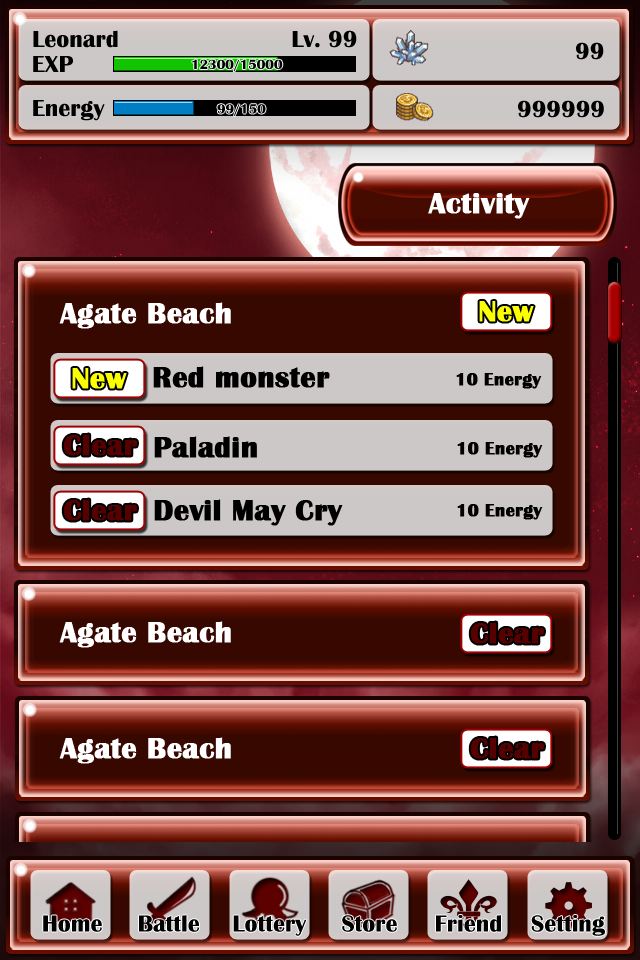 Leonard Lv. 99
EXP 12300/15000
99
Energy 99/150
999999
Activity
Agate Beach New
New Red monster 10 Energy
Clear Paladin 10 Energy
Clear Devil May Cry 10 Energy
Agate Beach Clear
Agate Beach Clear
Home Battle Lottery Store Friend Setting